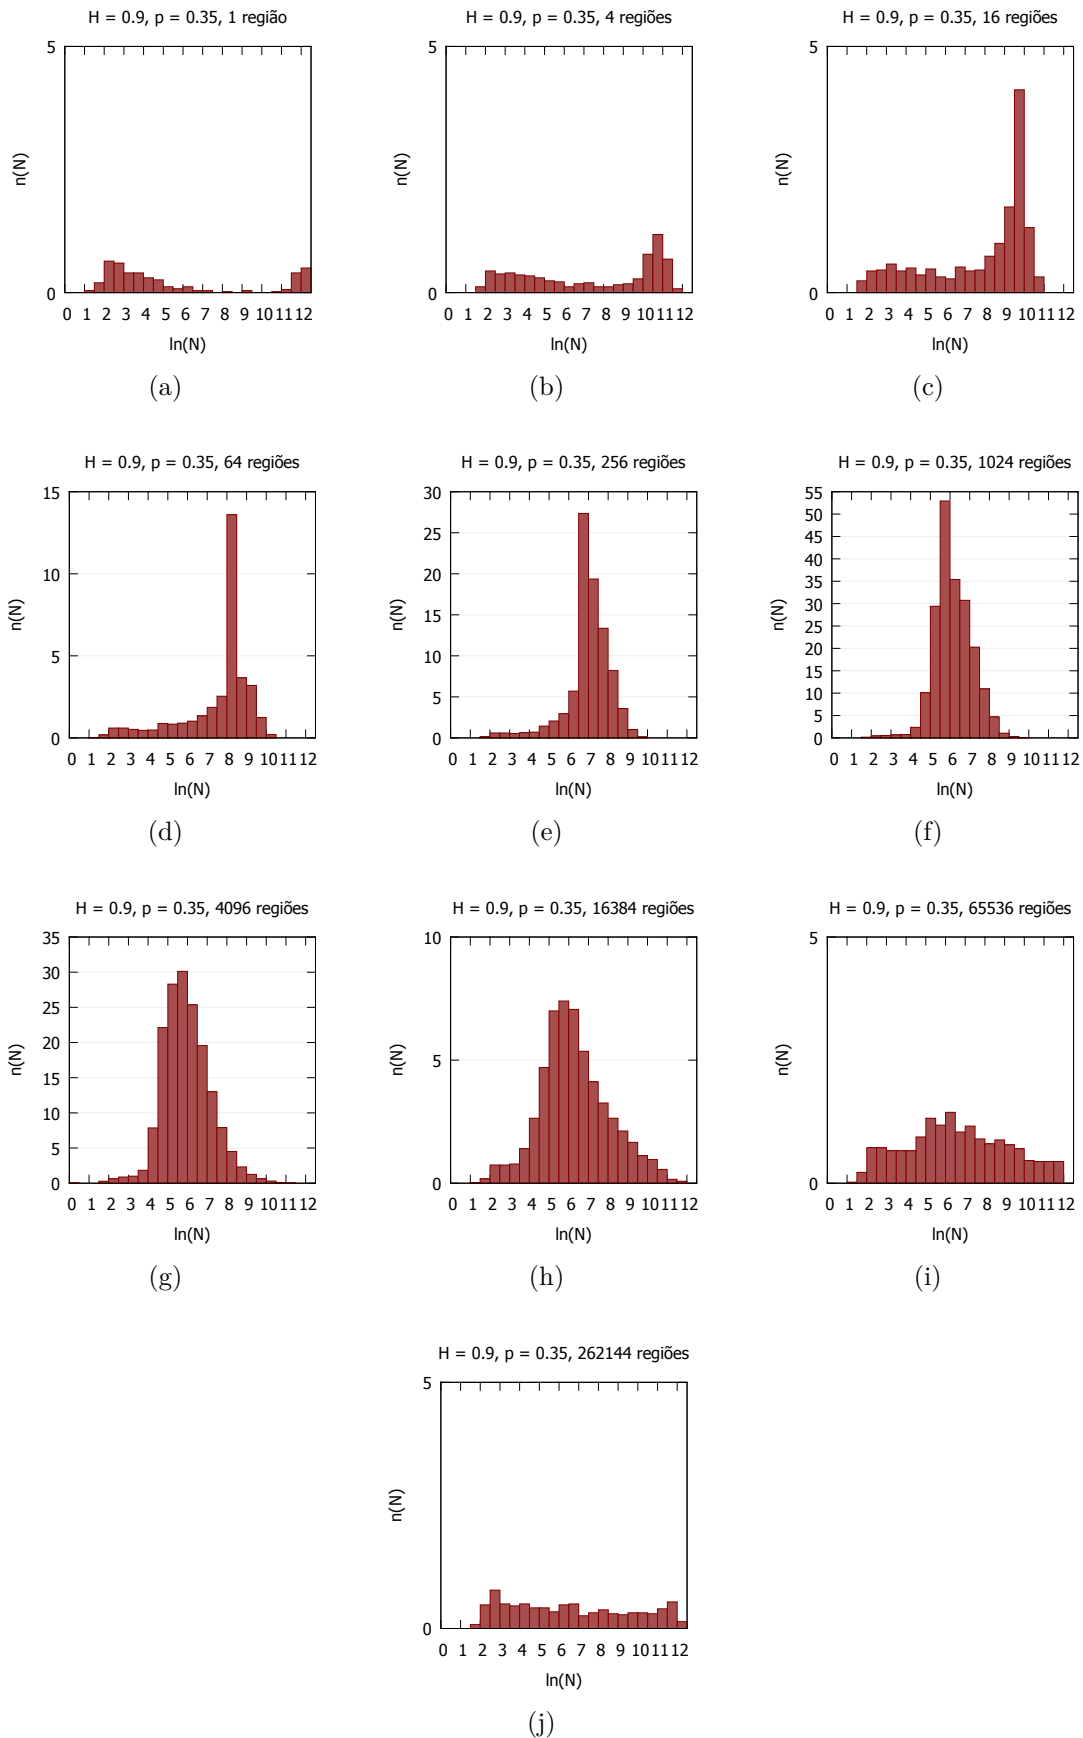 H = 0.9, p = 0.35, 1 região
5
n(N)
0
0 1 2 3 4 5 6 7 8 9 10 11 12
ln(N)
(a)
H = 0.9, p = 0.35, 4 regiões
5
n(N)
0
0 1 2 3 4 5 6 7 8 9 10 11 12
ln(N)
(b)
H = 0.9, p = 0.35, 16 regiões
5
n(N)
0
0 1 2 3 4 5 6 7 8 9 10 11 12
ln(N)
(c)
H = 0.9, p = 0.35, 64 regiões
15
10
n(N)
5
0
0 1 2 3 4 5 6 7 8 9 10 11 12
ln(N)
(d)
H = 0.9, p = 0.35, 256 regiões
30
25
20
n(N)
15
10
5
0
0 1 2 3 4 5 6 7 8 9 10 11 12
ln(N)
(e)
H = 0.9, p = 0.35, 1024 regiões
55
50
45
40
35
30
n(N)
25
20
15
10
5
0
0 1 2 3 4 5 6 7 8 9 10 11 12
ln(N)
(f)
H = 0.9, p = 0.35, 4096 regiões
35
30
25
20
n(N)
15
10
5
0
0 1 2 3 4 5 6 7 8 9 10 11 12
ln(N)
(g)
H = 0.9, p = 0.35, 16384 regiões
10
n(N)
5
0
0 1 2 3 4 5 6 7 8 9 10 11 12
ln(N)
(h)
H = 0.9, p = 0.35, 65536 regiões
5
n(N)
0
0 1 2 3 4 5 6 7 8 9 10 11 12
ln(N)
(i)
H = 0.9, p = 0.35, 262144 regiões
5
n(N)
0
0 1 2 3 4 5 6 7 8 9 10 11 12
ln(N)
(j)